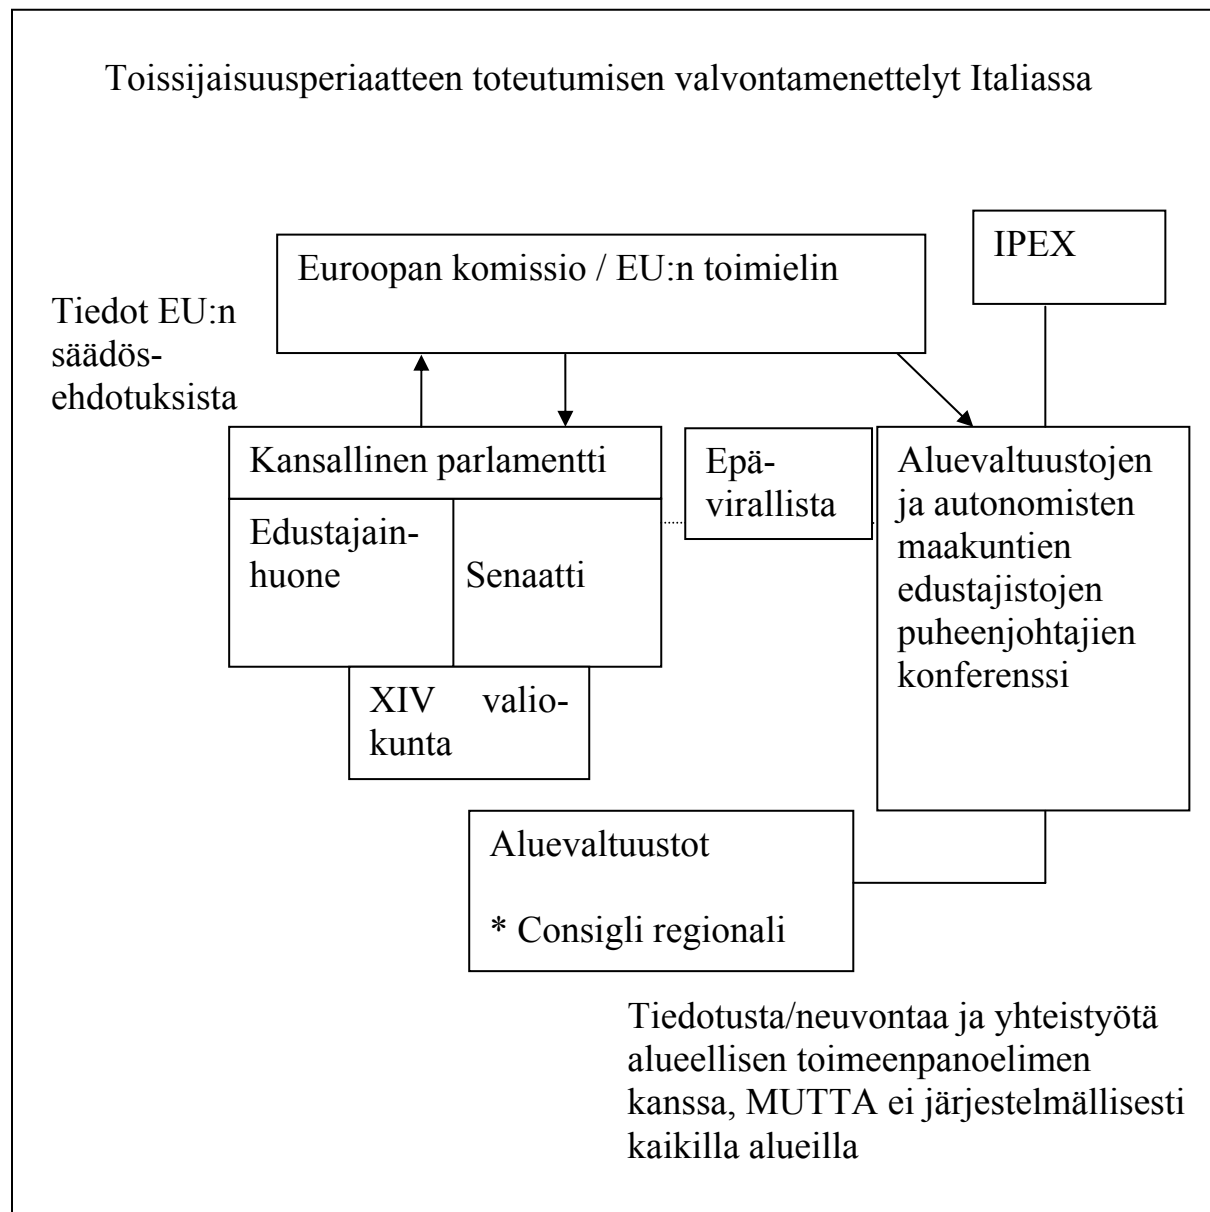 Toissijaisuusperiaatteen toteutumisen valvontamenettelyt Italiassa
IPEX
Euroopan komissio / EU:n toimielin
Tiedot EU:n
säädös-
ehdotuksista
Kansallinen parlamentti
Edustajain-
huone
Senaatti
XIV valio-
kunta
Epä-
virallista
Aluevaltuustojen
ja autonomisten
maakuntien
edustajistojen
puheenjohtajien
konferenssi
Aluevaltuustot
* Consigli regionali
Tiedotusta/neuvontaa ja yhteistyötä
alueellisen toimeenpanoelimen
kanssa, MUTTA ei järjestelmällisesti
kaikilla alueilla